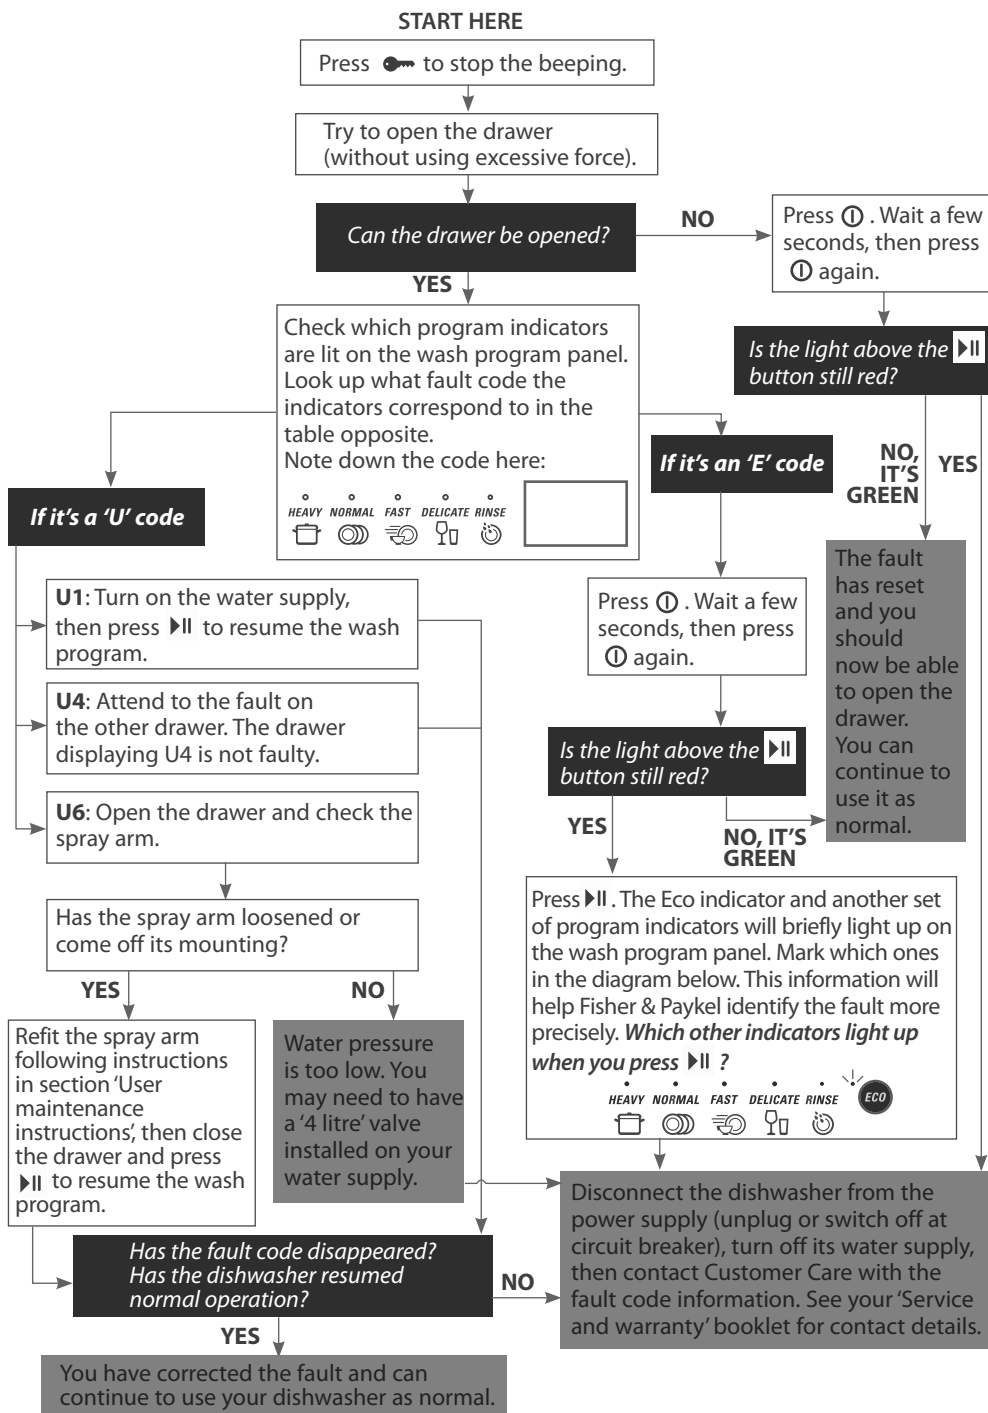 START HERE
Press to stop the beeping.
Try to open the drawer
(without using excessive force).
Can the drawer be opened?
NO
Press . Wait a few
seconds, then press
again.
YES
Check which program indicators
are lit on the wash program panel.
Look up what fault code the
indicators correspond to in the
table opposite.
Note down the code here:
HEAVY NORMAL FAST DELICATE RINSE
Is the light above the
button still red?
NO,
IT'S
GREEN
YES
If it's an 'E' code
If it's a 'U' code
The fault
has reset
and you
should
now be able
to open the
drawer.
You can
continue to
use it as
normal.
U1: Turn on the water supply,
then press to resume the wash
program.
U4: Attend to the fault on
the other drawer. The drawer
displaying U4 is not faulty.
U6: Open the drawer and check the
spray arm.
Press . Wait a few
seconds, then press
again.
Is the light above the
button still red?
YES
NO, IT'S
GREEN
Has the spray arm loosened or
come off its mounting?
YES
NO
Refit the spray arm
following instructions
in section 'User
maintenance
instructions', then close
the drawer and press
to resume the wash
program.
Water pressure
is too low. You
may need to have
a '4 litre' valve
installed on your
water supply.
Press . The Eco indicator and another set
of program indicators will briefly light up on
the wash program panel. Mark which ones
in the diagram below. This information will
help Fisher & Paykel identify the fault more
precisely. Which other indicators light up
when you press ?
HEAVY NORMAL FAST DELICATE RINSE ECO
Disconnect the dishwasher from the
power supply (unplug or switch off at
circuit breaker), turn off its water supply,
then contact Customer Care with the
fault code information. See your 'Service
and warranty' booklet for contact details.
Has the fault code disappeared?
Has the dishwasher resumed
normal operation?
NO
YES
You have corrected the fault and can
continue to use your dishwasher as normal.